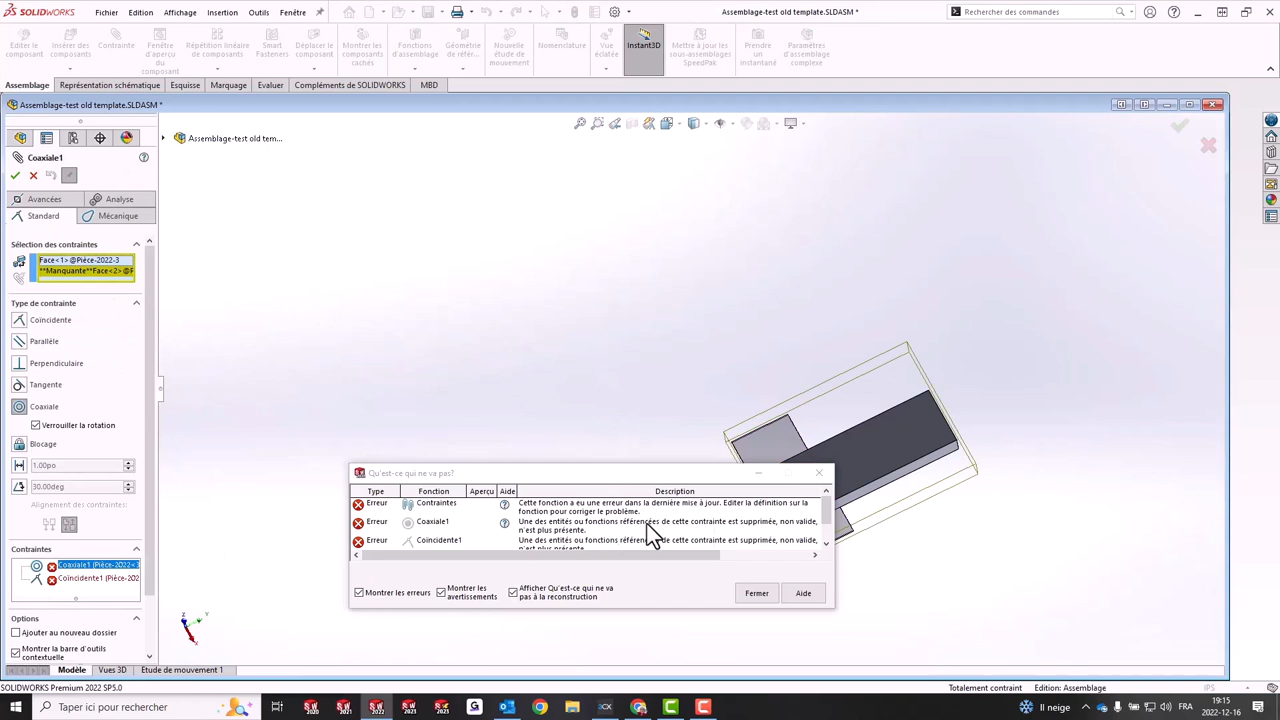 SOLIDWORKS
Fichier Edition Affichage Insertion Outils Fenêtre
Assemblage-test old template.SLDASM *
Rechercher des commandes
Editer le composant
Insérer des composants
Contrainte
Fenêtre d'aperçu du composant
Répétition linéaire de composants
Smart Fasteners
Déplacer le composant
Montrer les composants cachés
Fonctions d'assemblage
Géométrie de référ...
Nouvelle étude de mouvement
Nomenclature
Vue éclatée
Instant3D
Mettre à jour les sous-assemblages SpeedPak
Prendre un instantané
Paramètres d'assemblage complexe
Assemblage Représentation schématique Esquisse Marquage Evaluer Compléments de SOLIDWORKS MBD
Assemblage-test old template.SLDASM *
Assemblage-test old tem...
Coaxiale1
Avancées Analyse
Standard Mécanique
Sélection des contraintes
Face<1> @Pièce-2022-3
**Manquante**Face<2> @F
Type de contrainte
Coïncidente
Parallèle
Perpendiculaire
Tangente
Coaxiale
Verrouiller la rotation
Blocage
1.00po
30.00deg
Alignement des contraintes:
Contraintes
Coaxiale1 (Pièce-2022<3
Coïncidente1 (Pièce-202
Options
Ajouter au nouveau dossier
Montrer la barre d'outils
contextuelle
Qu'est-ce qui ne va pas?
Type Fonction Aperçu Aide Description
Erreur Contraintes Cette fonction a eu une erreur dans la dernière mise à jour. Editer la définition sur la
fonction pour corriger le problème.
Erreur Coaxiale1 Une des entités ou fonctions référencées de cette contrainte est supprimée, non valide,
n'est plus présente.
Erreur Coïncidente1 Une des entités ou fonctions référencées de cette contrainte est supprimée, non valide,
n'est plus présente.
Montrer les erreurs
Montrer les
avertissements
Afficher Qu'est-ce qui ne va
pas à la reconstruction
Fermer Aide
Z Y X
Modèle Vues 3D Etude de mouvement 1
SOLIDWORKS Premium 2022 SP5.0 Totalement contraint Edition: Assemblage IPS
Taper ici pour rechercher
Il neige
FRA
19:15
2022-12-16